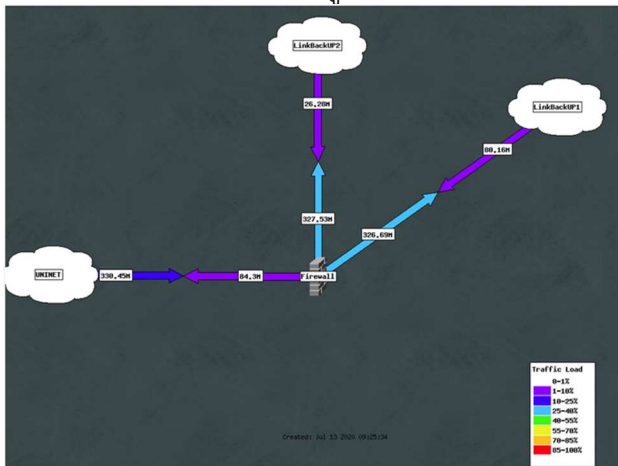 LinkBackUP2
LinkBackUP1
26.28M
80.16M
327.53M
326.69M
UNINET
330.45M
84.3M
Firewall
Traffic Load
0-1%
1-10%
10-25%
25-40%
40-55%
55-70%
70-85%
85-100%
Created: Jul 13 2020 09:25:34